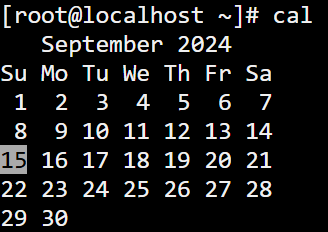 [root@localhost ~]# cal
   September 2024
Su Mo Tu We Th Fr Sa
 1  2  3  4  5  6  7
 8  9 10 11 12 13 14
15 16 17 18 19 20 21
22 23 24 25 26 27 28
29 30